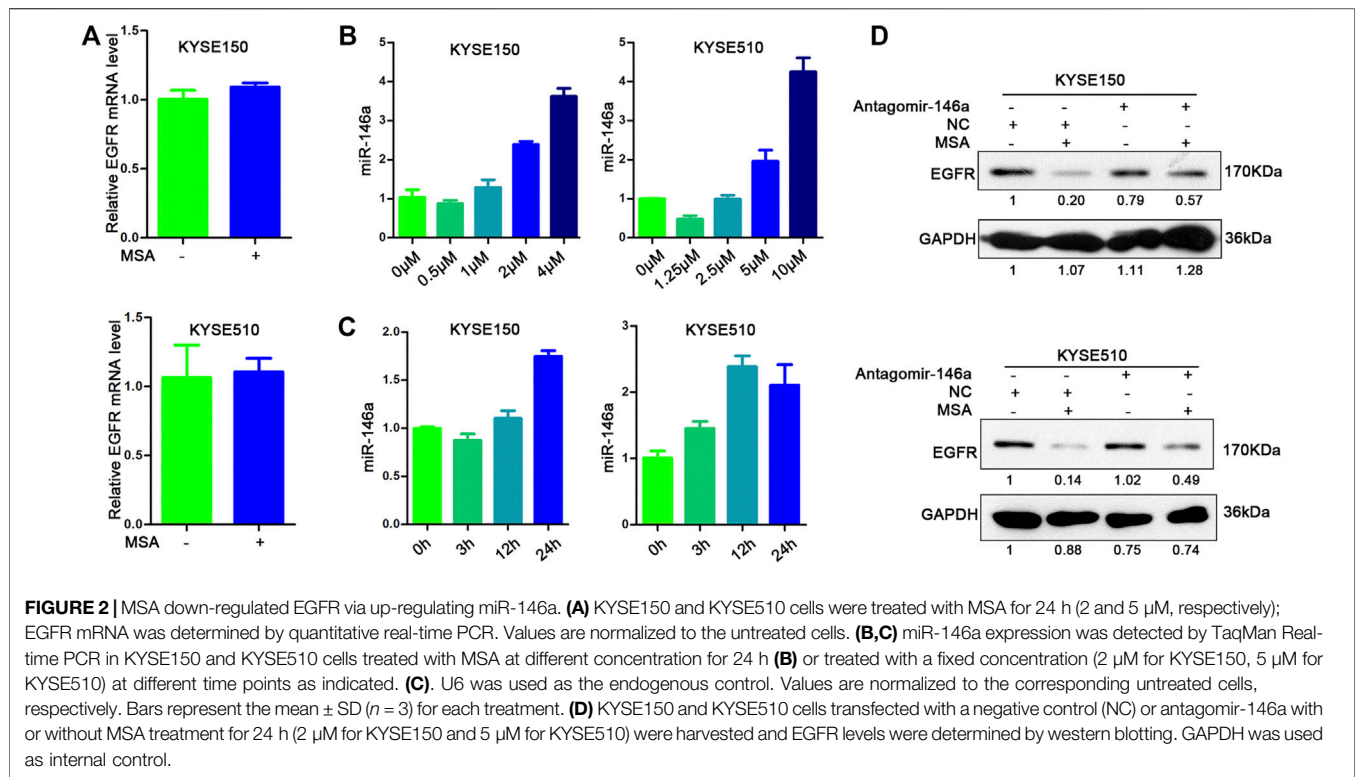 A
KYSE150
Relative EGFR mRNA level
1.5
1.0
0.5
0.0
MSA - +
KYSE510
Relative EGFR mRNA level
1.5
1.0
0.5
0.0
MSA - +
B
KYSE150
miR-146a
5
4
3
2
1
0
0µM 0.5µM 1µM 2µM 4µM
KYSE510
miR-146a
5
4
3
2
1
0
0µM 1.25µM 2.5µM 5µM 10µM
C
KYSE150
miR-146a
2.0
1.5
1.0
0.5
0.0
0h 3h 12h 24h
KYSE510
miR-146a
3
2
1
0
0h 3h 12h 24h
D
KYSE150
Antagomir-146a - - + +
NC + + - -
MSA - + - +
EGFR 170KDa
1 0.20 0.79 0.57
GAPDH 36kDa
1 1.07 1.11 1.28
KYSE510
Antagomir-146a - - + +
NC + + - -
MSA - + - +
EGFR 170KDa
1 0.14 1.02 0.49
GAPDH 36kDa
1 0.88 0.75 0.74
FIGURE 2 | MSA down-regulated EGFR via up-regulating miR-146a. (A) KYSE150 and KYSE510 cells were treated with MSA for 24 h (2 and 5 µM, respectively);
EGFR mRNA was determined by quantitative real-time PCR. Values are normalized to the untreated cells. (B,C) miR-146a expression was detected by TaqMan Real-
time PCR in KYSE150 and KYSE510 cells treated with MSA at different concentration for 24 h (B) or treated with a fixed concentration (2 µM for KYSE150, 5 µM for
KYSE510) at different time points as indicated. (C). U6 was used as the endogenous control. Values are normalized to the corresponding untreated cells,
respectively. Bars represent the mean ± SD (n = 3) for each treatment. (D) KYSE150 and KYSE510 cells transfected with a negative control (NC) or antagomir-146a with
or without MSA treatment for 24 h (2 µM for KYSE150 and 5 µM for KYSE510) were harvested and EGFR levels were determined by western blotting. GAPDH was used
as internal control.